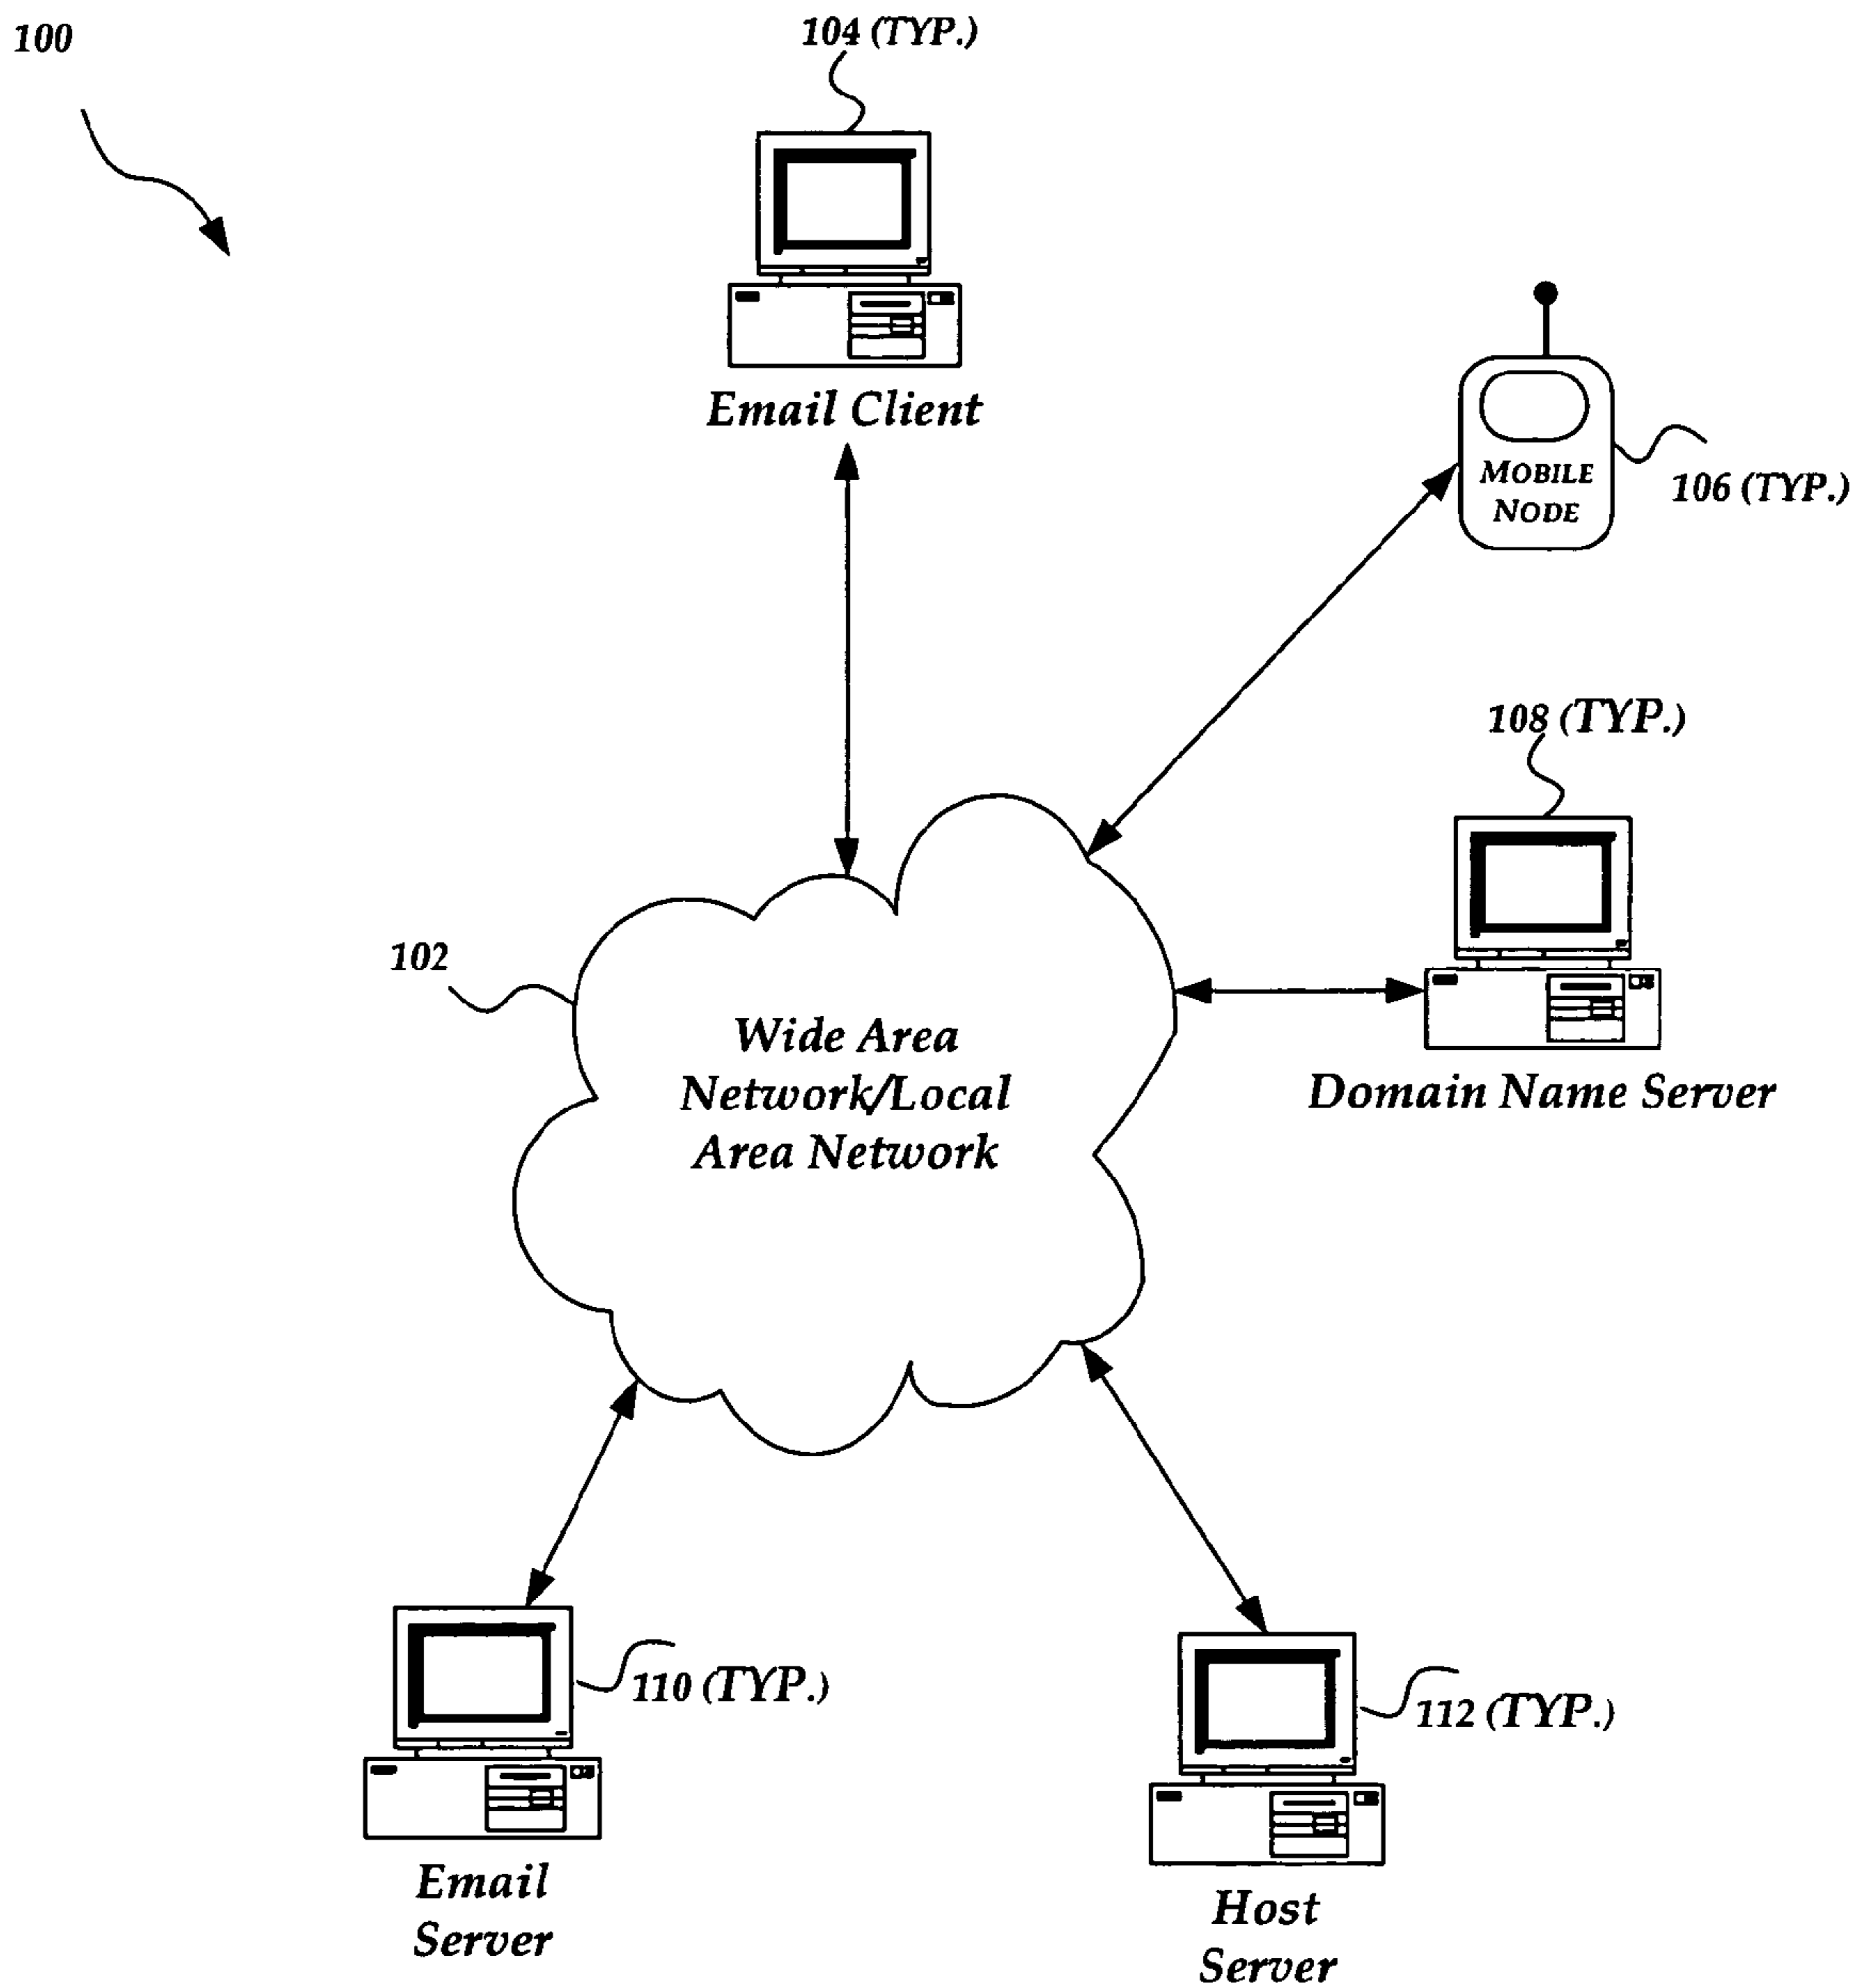 100
104 (TYP.)
Email Client
MOBILE
NODE
106 (TYP.)
108 (TYP.)
Domain Name Server
102
Wide Area
Network/Local
Area Network
110 (TYP.)
Email
Server
112 (TYP.)
Host
Server